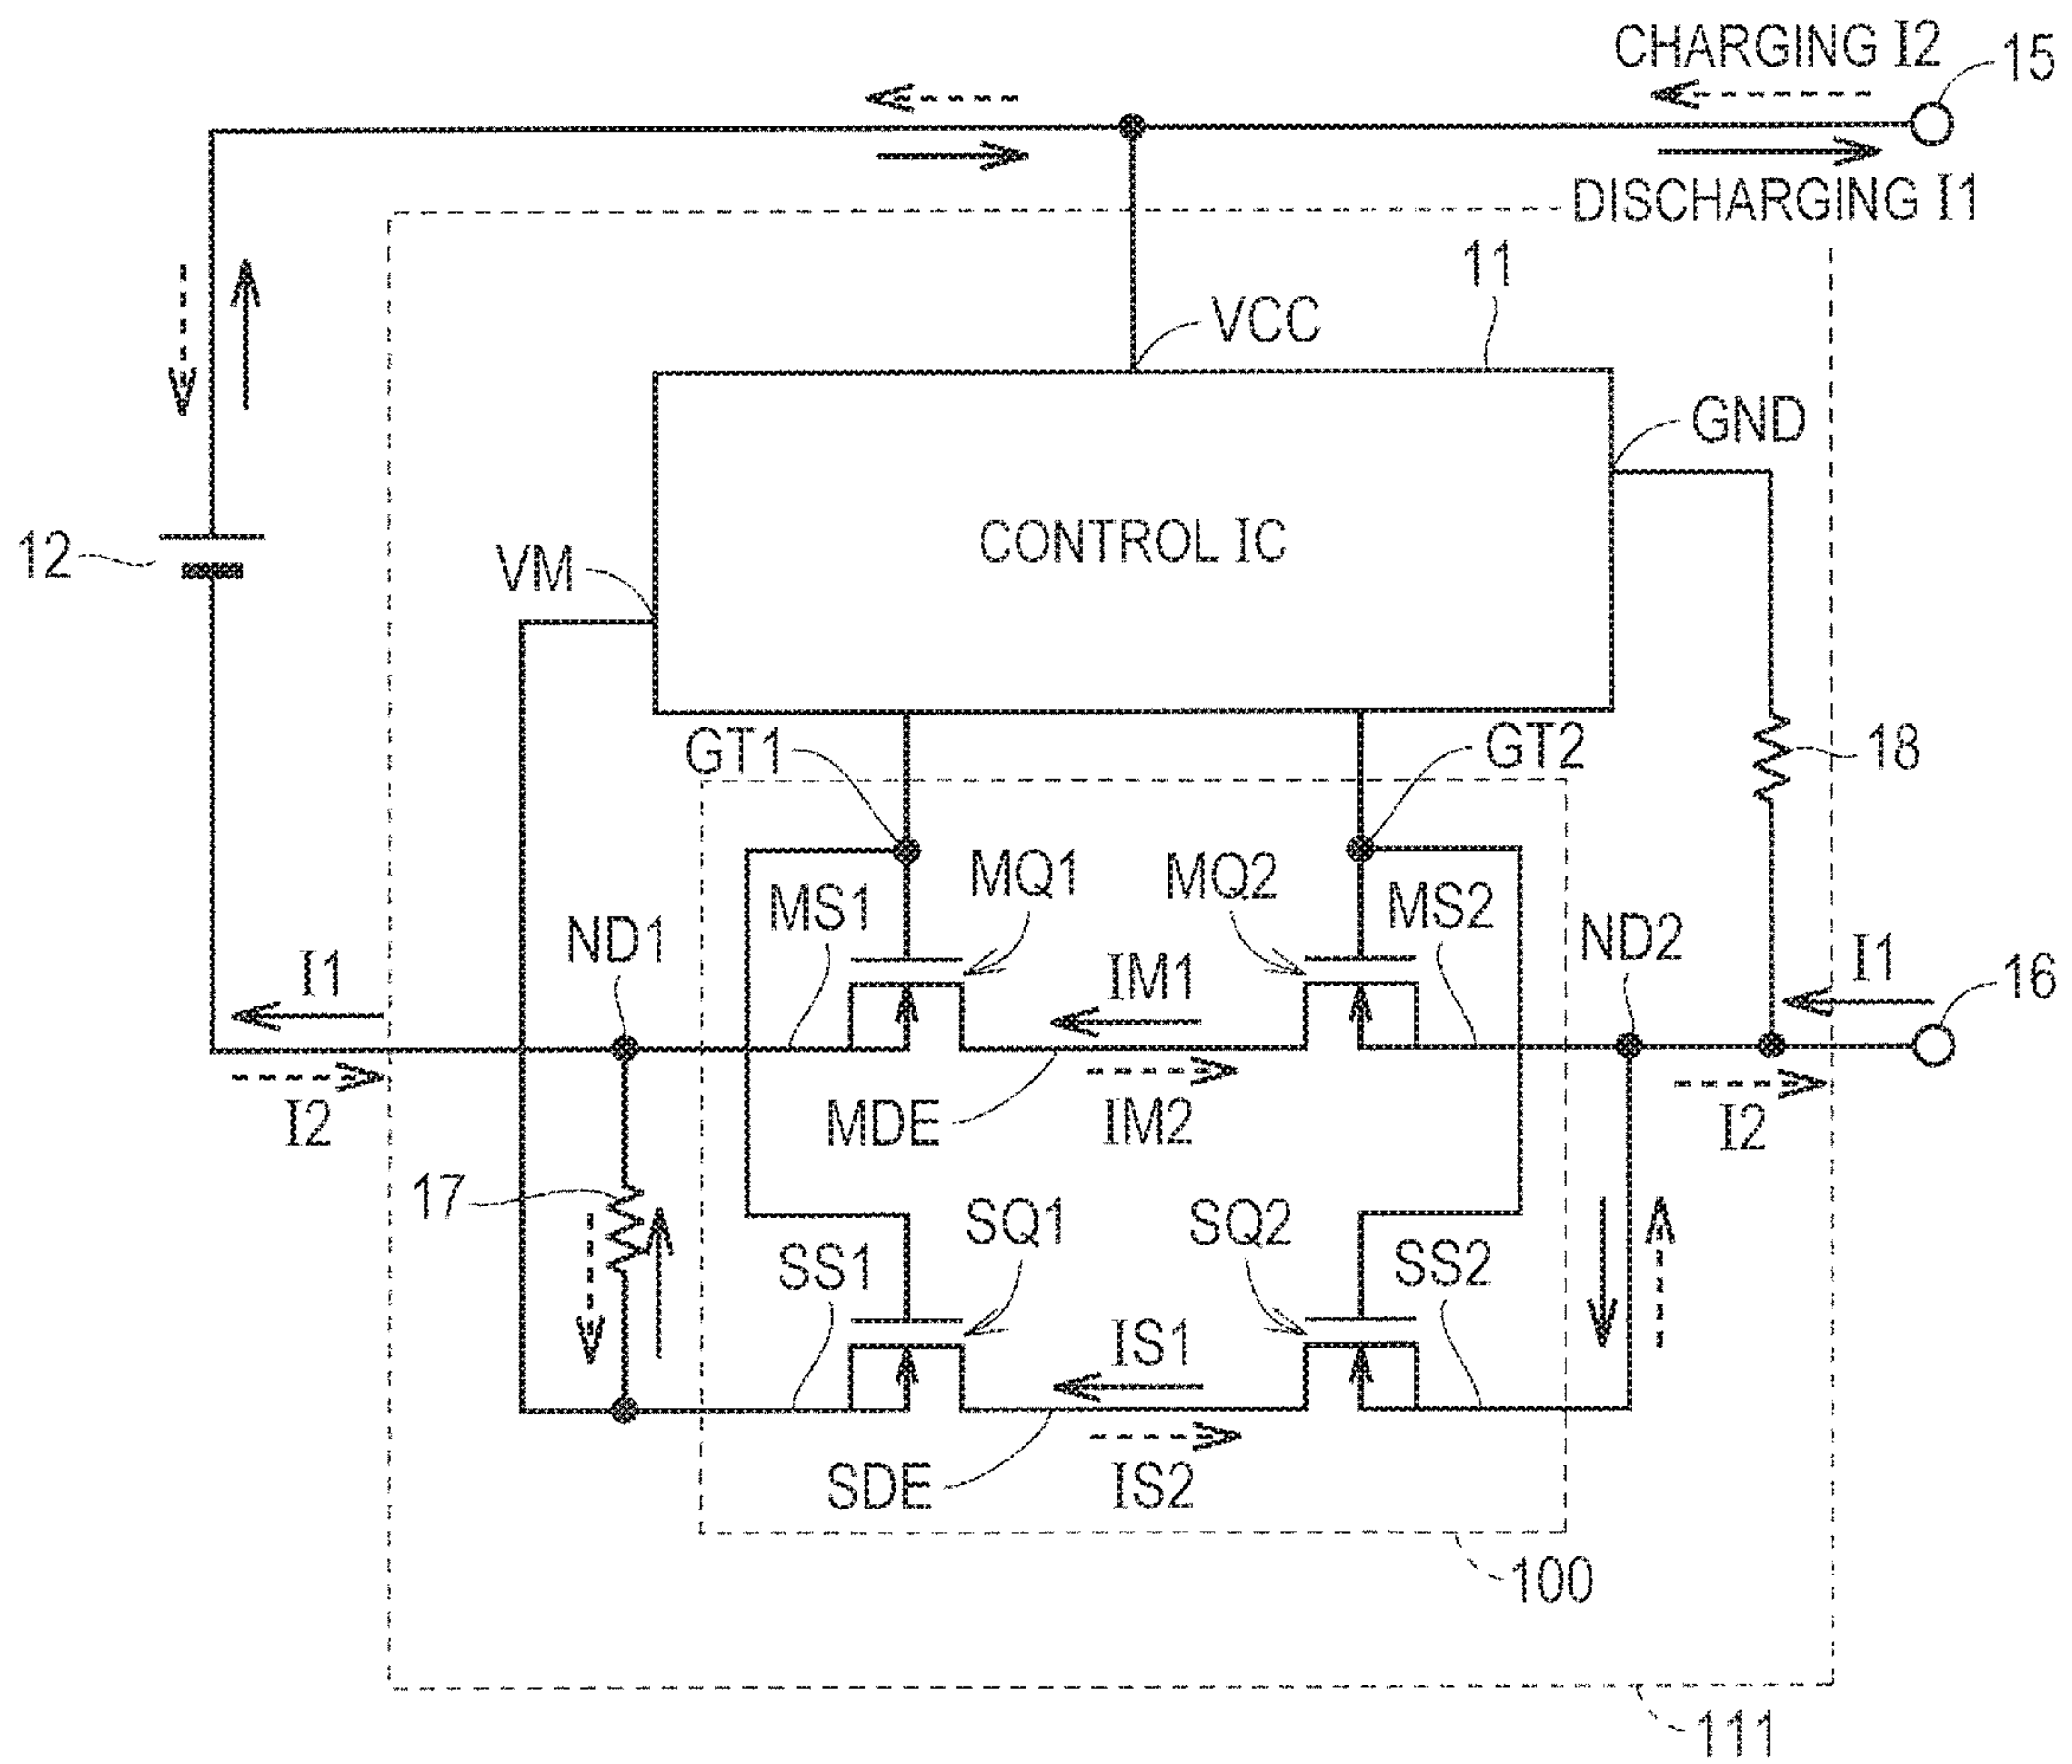 CHARGING I2
15
DISCHARGING I1
11
VCC
GND
CONTROL IC
12
VM
GT1
GT2
18
MQ1
MQ2
MS1
MS2
ND1
ND2
I1
IM1
I1
16
I2
MDE
IM2
I2
17
SQ1
SQ2
SS1
SS2
IS1
SDE
IS2
100
111